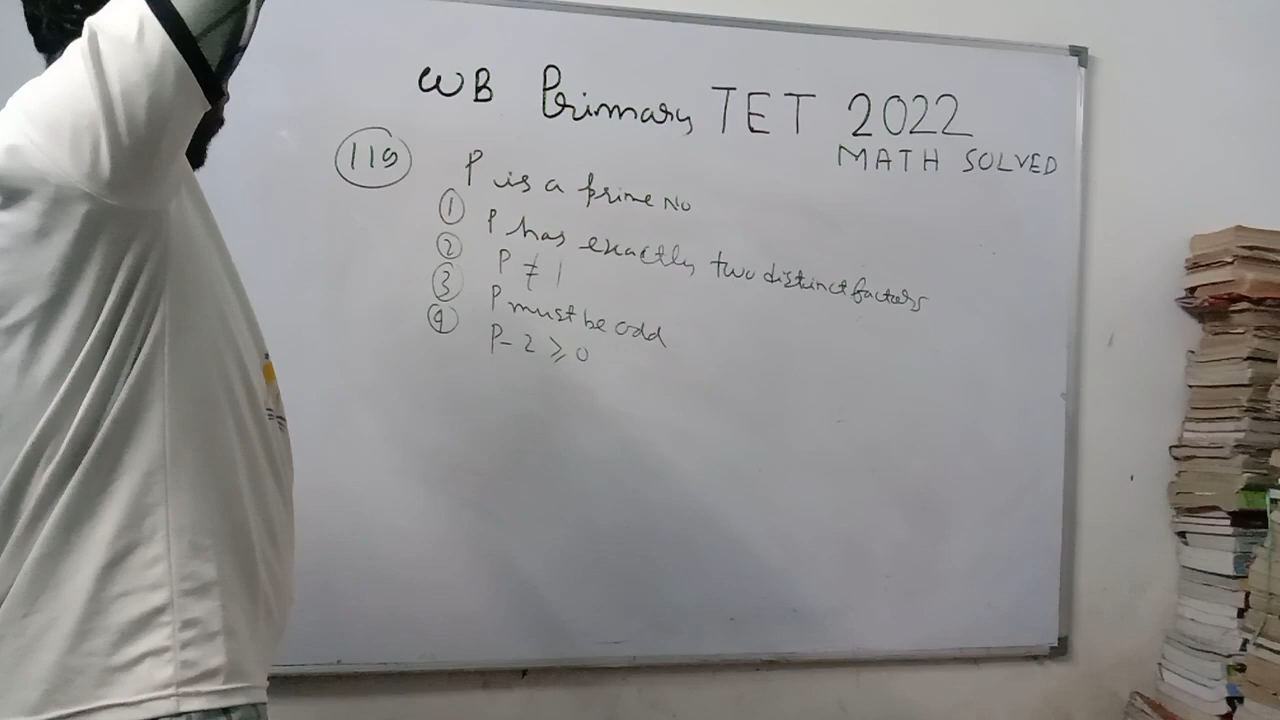 WB Primary TET 2022
MATH SOLVED
119 P is a prime No
① P has exactly two distinct factors
② P ≠ 1
③ P must be odd
④ P - 2 ≥ 0